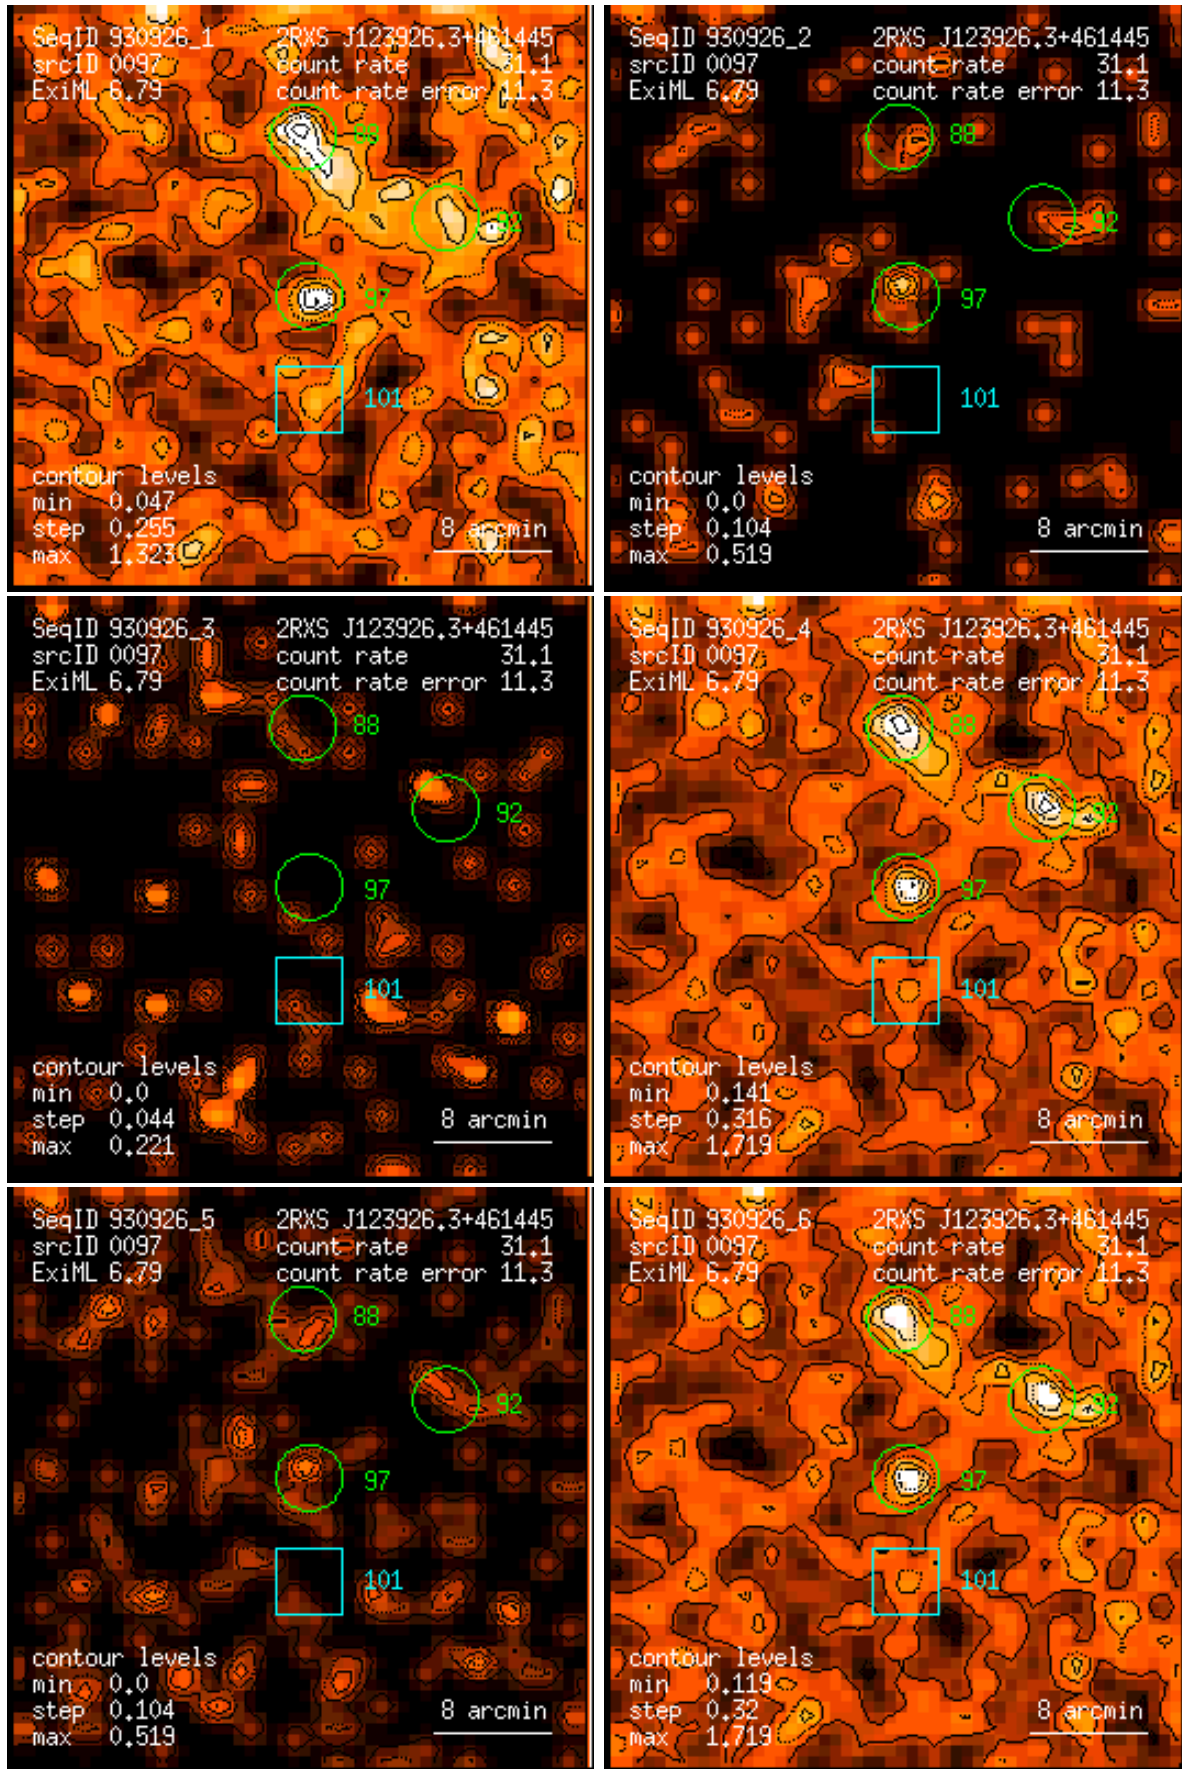 SeqID 930926_1 2RXS J123926.3+461445
srcID 0097 count rate 31.1
ExiML 6.79 count rate error 11.3
88
92
97
101
contour levels
min 0.047
step 0.255
max 1.323
8 arcmin
SeqID 930926_2 2RXS J123926.3+461445
srcID 0097 count rate 31.1
ExiML 6.79 count rate error 11.3
88
92
97
101
contour levels
min 0.0
step 0.104
max 0.519
8 arcmin
SeqID 930926_3 2RXS J123926.3+461445
srcID 0097 count rate 31.1
ExiML 6.79 count rate error 11.3
88
92
97
101
contour levels
min 0.0
step 0.044
max 0.221
8 arcmin
SeqID 930926_4 2RXS J123926.3+461445
srcID 0097 count rate 31.1
ExiML 6.79 count rate error 11.3
88
92
97
101
contour levels
min 0.141
step 0.316
max 1.719
8 arcmin
SeqID 930926_5 2RXS J123926.3+461445
srcID 0097 count rate 31.1
ExiML 6.79 count rate error 11.3
88
92
97
101
contour levels
min 0.0
step 0.104
max 0.519
8 arcmin
SeqID 930926_6 2RXS J123926.3+461445
srcID 0097 count rate 31.1
ExiML 6.79 count rate error 11.3
88
92
97
101
contour levels
min 0.119
step 0.32
max 1.719
8 arcmin